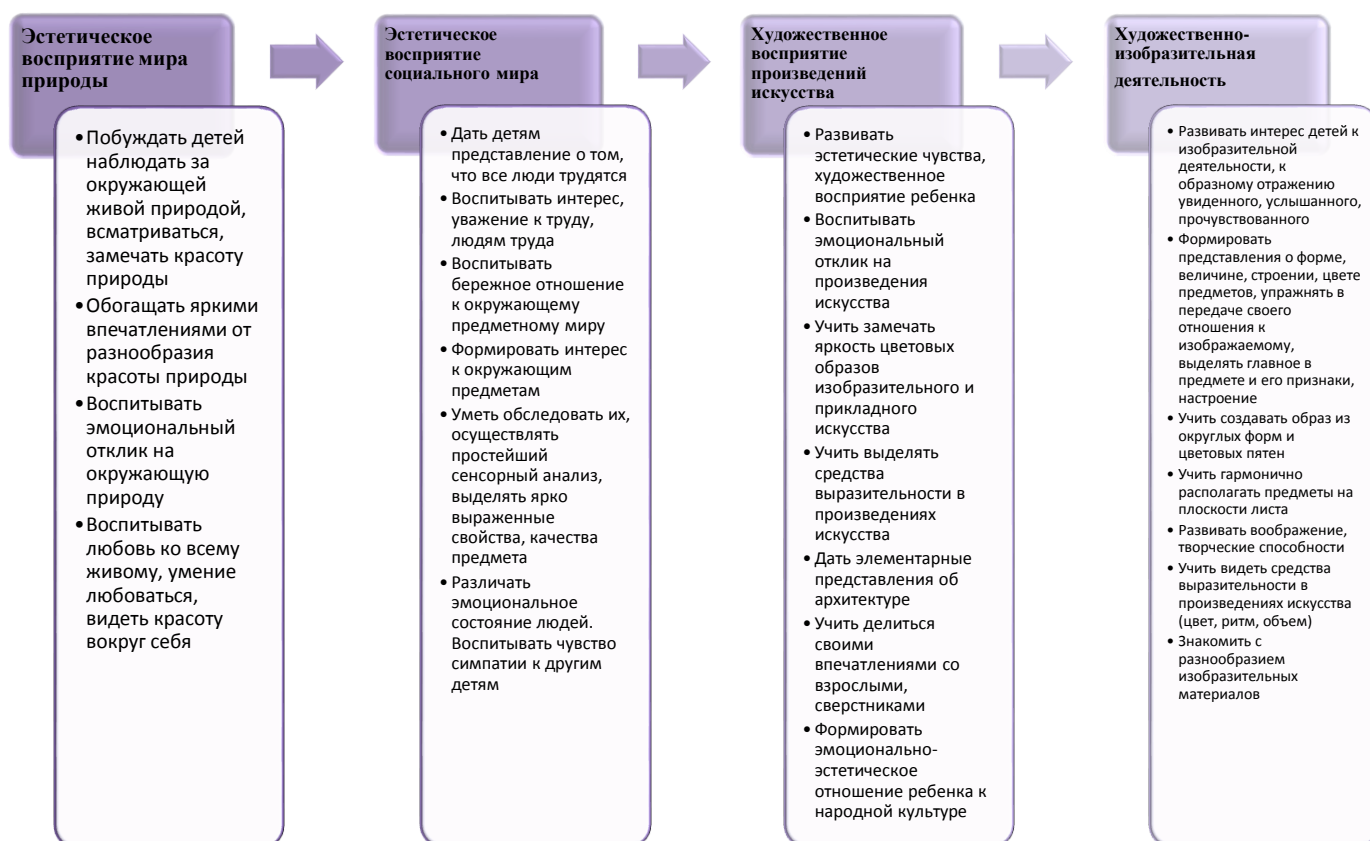 Эстетическое
восприятие мира
природы
• Побуждать детей
наблюдать за
окружающей
живой природой,
всматриваться,
замечать красоту
природы
• Обогащать яркими
впечатлениями от
разнообразия
красоты природы
• Воспитывать
эмоциональный
отклик на
окружающую
природу
• Воспитывать
любовь ко всему
живому, умение
любоваться,
видеть красоту
вокруг себя
Эстетическое
восприятие
социального мира
• Дать детям
представление о том,
что все люди трудятся
• Воспитывать интерес,
уважение к труду,
людям труда
• Воспитывать
бережное отношение
к окружающему
предметному миру
• Формировать интерес
к окружающим
предметам
• Уметь обследовать их,
осуществлять
простейший
сенсорный анализ,
выделять ярко
выраженные
свойства, качества
предмета
• Различать
эмоциональное
состояние людей.
Воспитывать чувство
симпатии к другим
детям
Художественное
восприятие
произведений
искусства
• Развивать
эстетические чувства,
художественное
восприятие ребенка
• Воспитывать
эмоциональный
отклик на
произведения
искусства
• Учить замечать
яркость цветовых
образов
изобразительного и
прикладного
искусства
• Учить выделять
средства
выразительности в
произведениях
искусства
• Дать элементарные
представления об
архитектуре
• Учить делиться
своими
впечатлениями со
взрослыми,
сверстниками
• Формировать
эмоционально-
эстетическое
отношение ребенка к
народной культуре
Художественно-
изобразительная
деятельность
• Развивать интерес детей к
изобразительной
деятельности, к
образному отражению
увиденного, услышанного,
прочувствованного
• Формировать
представления о форме,
величине, строении, цвете
предметов, упражнять в
передаче своего
отношения к
изображаемому,
выделять главное в
предмете и его признаки,
настроение
• Учить создавать образ из
округлых форм и
цветовых пятен
• Учить гармонично
располагать предметы на
плоскости листа
• Развивать воображение,
творческие способности
• Учить видеть средства
выразительности в
произведениях искусства
(цвет, ритм, объем)
• Знакомить с
разнообразием
изобразительных
материалов